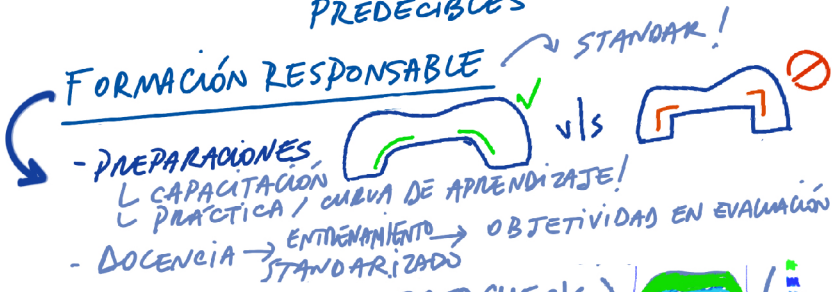 PREDECIBLES
FORMACIÓN RESPONSABLE → STANDAR!
v/s
- PREPARACIONES
CAPACITACIÓN
PRÁCTICA / CURVA DE APRENDIZAJE!
- DOCENCIA → ENTRENAMIENTO → OBJETIVIDAD EN EVALUACIÓN
STANDARIZADO